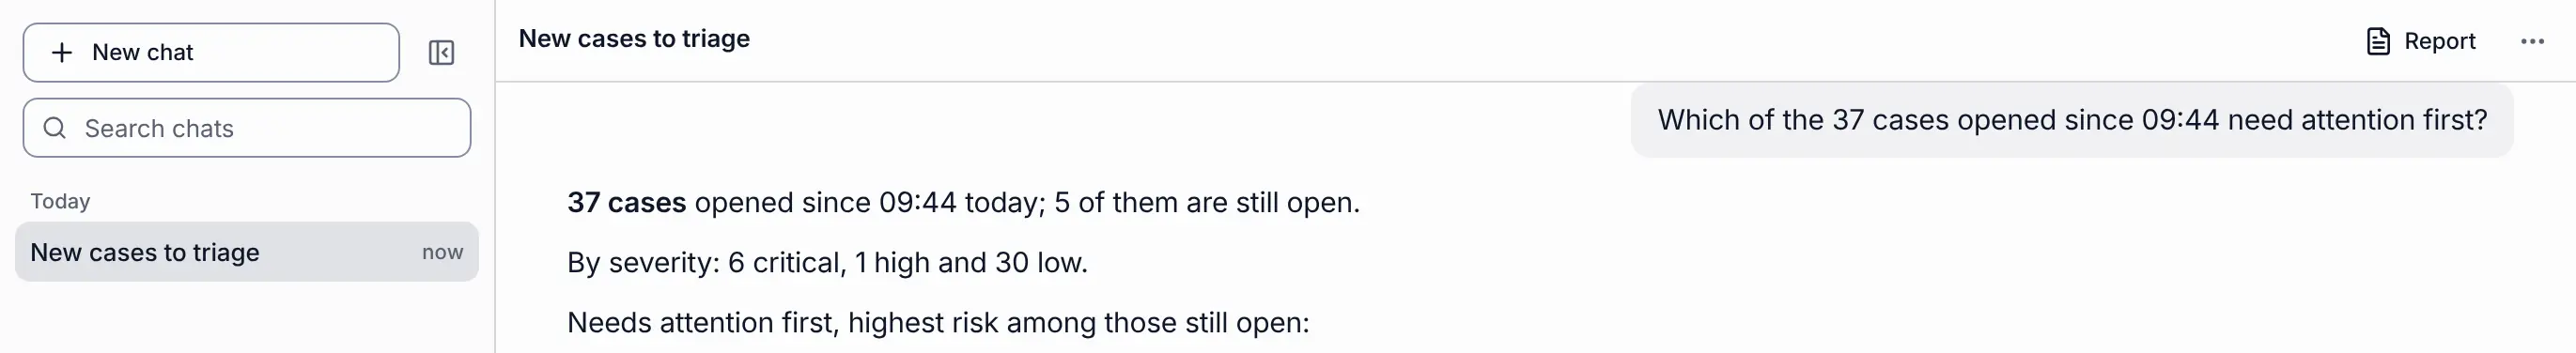 New chat
Search chats
Today
New cases to triage now
New cases to triage
Report
Which of the 37 cases opened since 09:44 need attention first?
37 cases opened since 09:44 today; 5 of them are still open.
By severity: 6 critical, 1 high and 30 low.
Needs attention first, highest risk among those still open: